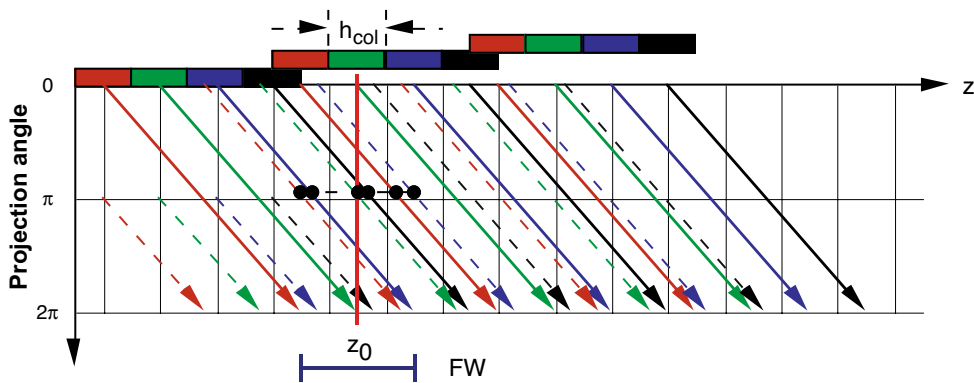 h_col
0
z
Projection angle
π
2π
z_0
FW